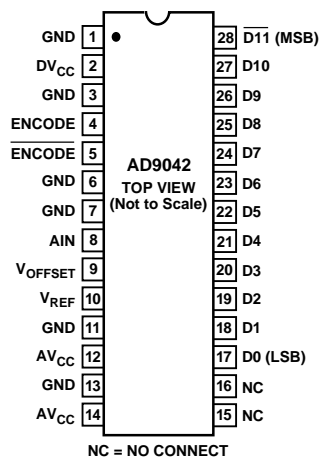 GND 1
28 D̅1̅1̅ (MSB)
DVCC 2
27 D10
GND 3
26 D9
ENCODE 4
25 D8
E̅N̅C̅O̅D̅E̅ 5
24 D7
GND 6
23 D6
GND 7
22 D5
AIN 8
21 D4
VOFFSET 9
20 D3
VREF 10
19 D2
GND 11
18 D1
AVCC 12
17 D0 (LSB)
GND 13
16 NC
AVCC 14
15 NC
AD9042
TOP VIEW
(Not to Scale)
NC = NO CONNECT